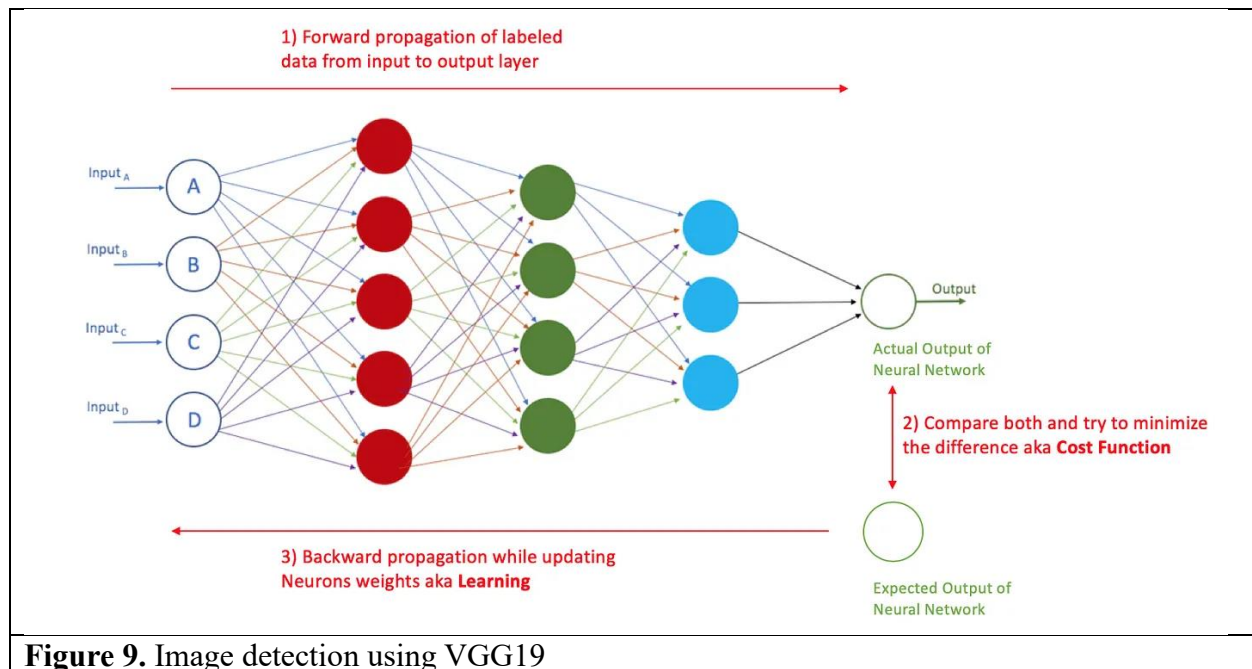 1) Forward propagation of labeled
data from input to output layer
Input A
A
Input B
B
Input C
C
Input D
D
Output
Actual Output of
Neural Network
2) Compare both and try to minimize
the difference aka Cost Function
3) Backward propagation while updating
Neurons weights aka Learning
Expected Output of
Neural Network
Figure 9. Image detection using VGG19